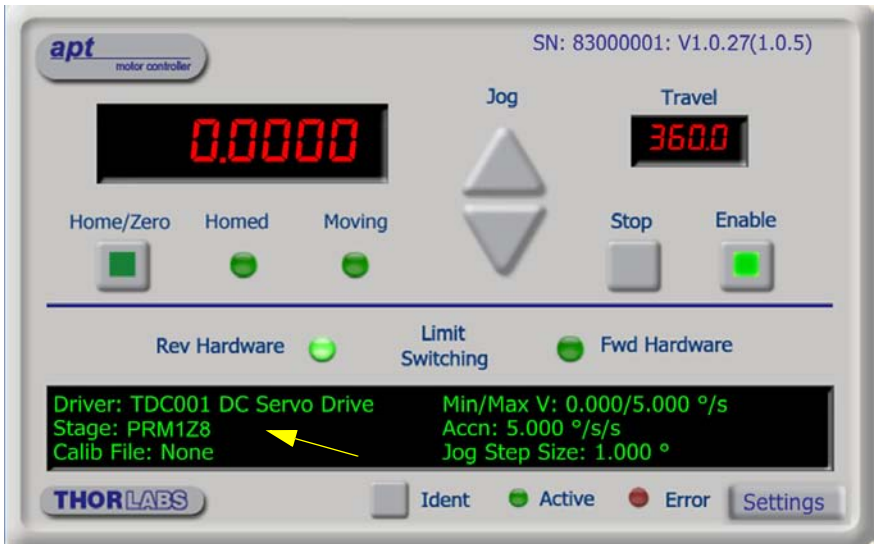 apt
motor controller
SN: 83000001: V1.0.27(1.0.5)
Jog
Travel
0.0000
360.0
Home/Zero Homed Moving
Stop Enable
Rev Hardware
Limit
Switching
Fwd Hardware
Driver: TDC001 DC Servo Drive
Stage: PRM1Z8
Calib File: None
Min/Max V: 0.000/5.000 °/s
Accn: 5.000 °/s/s
Jog Step Size: 1.000 °
THORLABS
Ident Active Error Settings